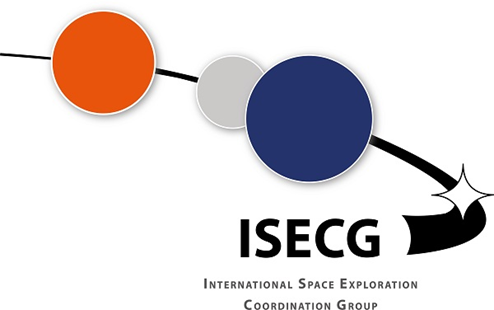 ISECG
International Space Exploration
Coordination Group